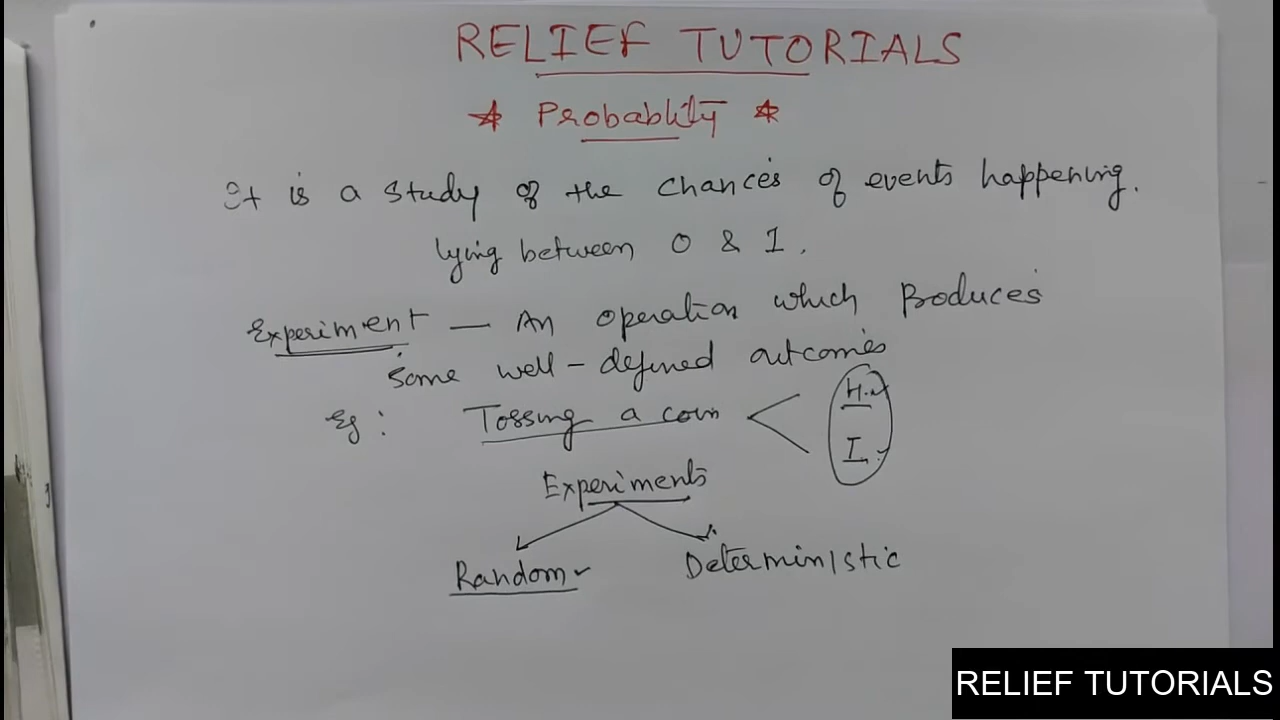 RELIEF TUTORIALS
* Probablity *
It is a study of the chances of events happening.
lying between 0 & 1.
Experiment — An operation which Produces
some well-defined outcomes
Eg: Tossing a coin < H
T
Experiments
Random Deterministic
RELIEF TUTORIALS